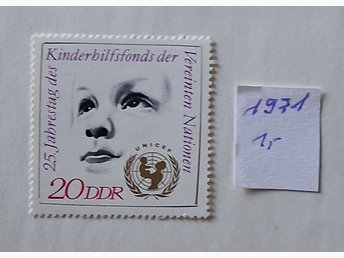 25. Jahrestag des Kinderhilfsfonds der Vereinten Nationen
UNICEF
20 DDR
1971
1,-